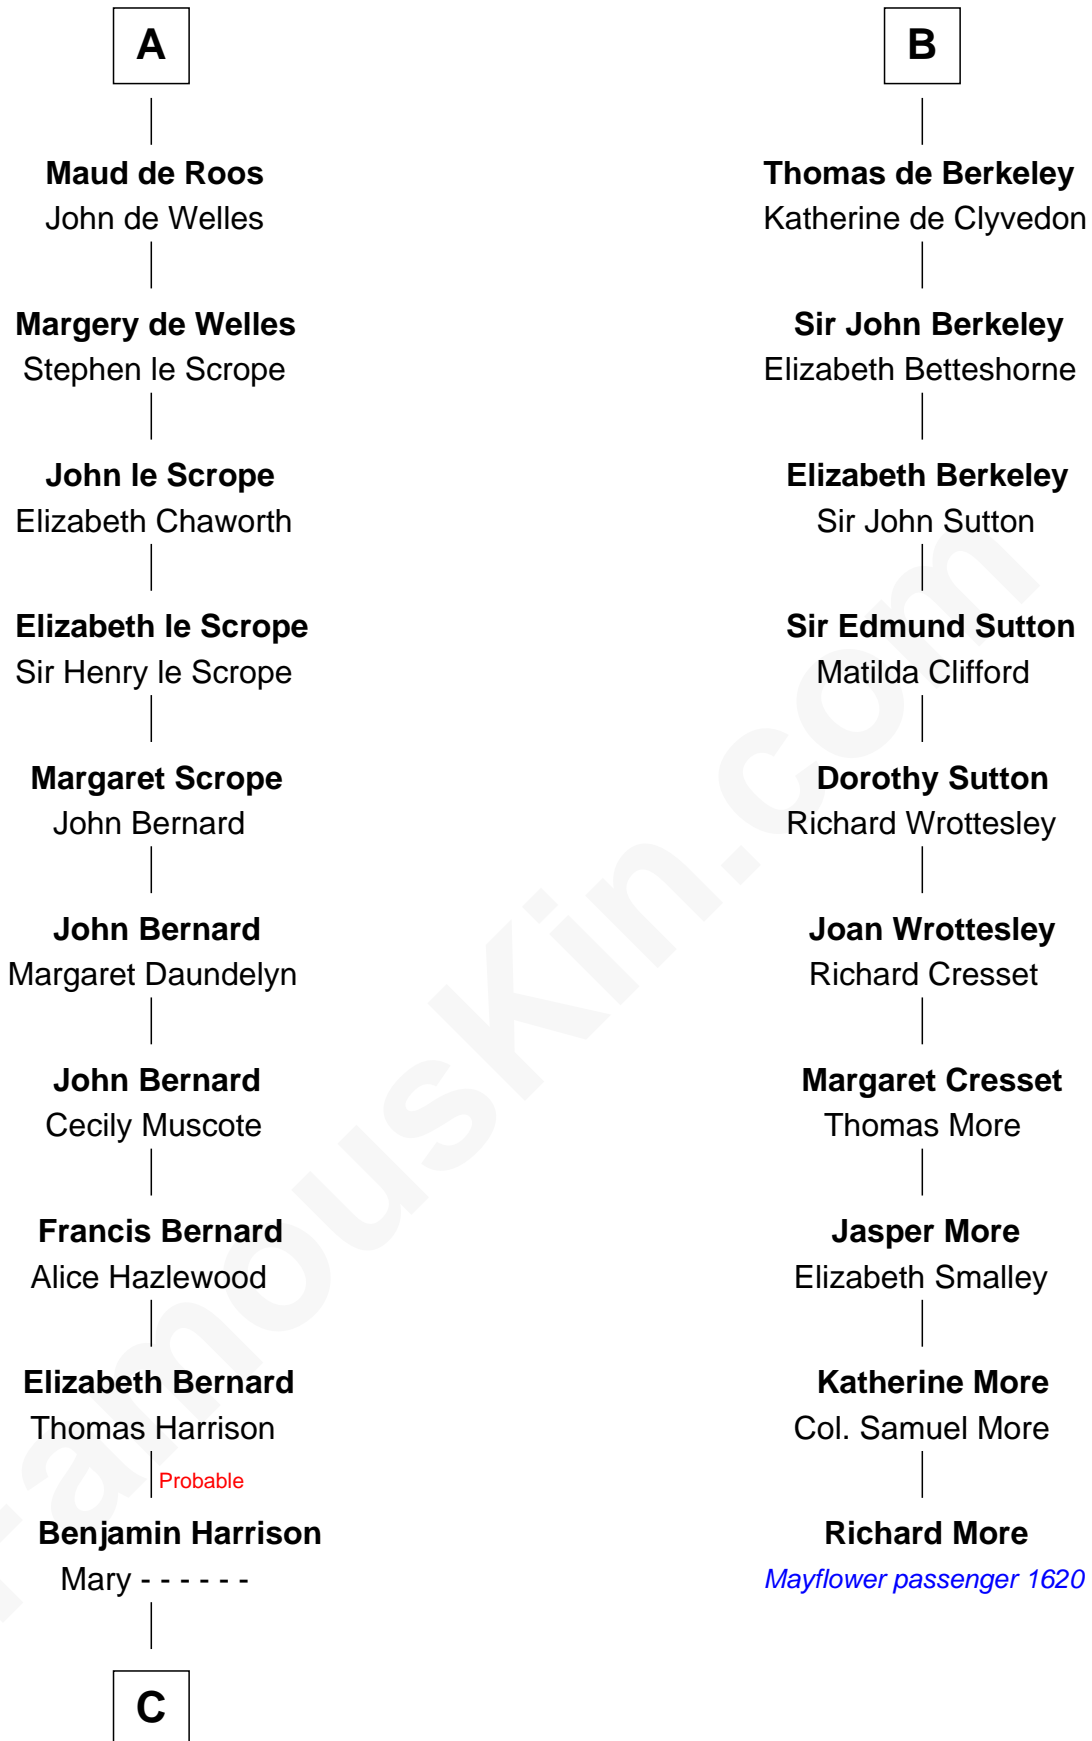 A
Maud de Roos
John de Welles
Margery de Welles
Stephen le Scrope
John le Scrope
Elizabeth Chaworth
Elizabeth le Scrope
Sir Henry le Scrope
Margaret Scrope
John Bernard
John Bernard
Margaret Daundelyn
John Bernard
Cecily Muscote
Francis Bernard
Alice Hazlewood
Elizabeth Bernard
Thomas Harrison
Probable
Benjamin Harrison
Mary - - - - - -
C
B
Thomas de Berkeley
Katherine de Clyvedon
Sir John Berkeley
Elizabeth Betteshorne
Elizabeth Berkeley
Sir John Sutton
Sir Edmund Sutton
Matilda Clifford
Dorothy Sutton
Richard Wrottesley
Joan Wrottesley
Richard Cresset
Margaret Cresset
Thomas More
Jasper More
Elizabeth Smalley
Katherine More
Col. Samuel More
Richard More
Mayflower passenger 1620
FamousKin.com